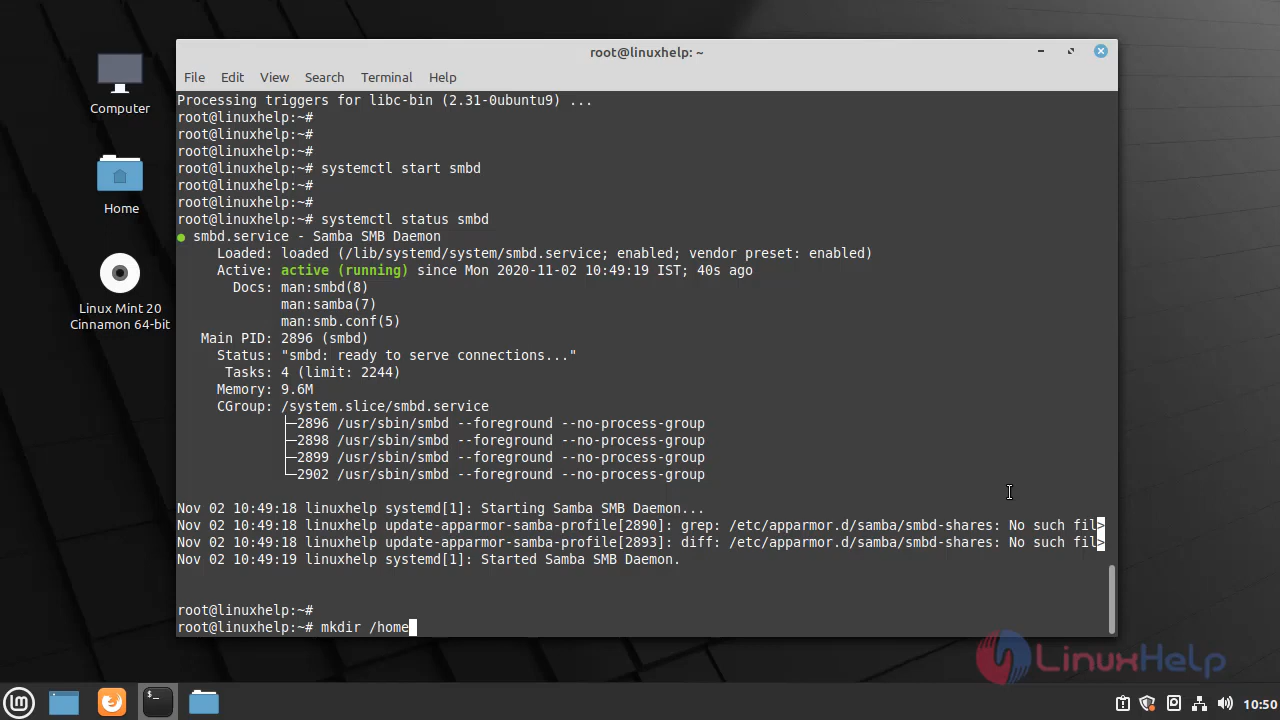 root@linuxhelp: ~
File Edit View Search Terminal Help
Computer
Home
Linux Mint 20
Cinnamon 64-bit
Processing triggers for libc-bin (2.31-0ubuntu9) ...
root@linuxhelp:~#
root@linuxhelp:~#
root@linuxhelp:~#
root@linuxhelp:~# systemctl start smbd
root@linuxhelp:~#
root@linuxhelp:~#
root@linuxhelp:~# systemctl status smbd
● smbd.service - Samba SMB Daemon
Loaded: loaded (/lib/systemd/system/smbd.service; enabled; vendor preset: enabled)
Active: active (running) since Mon 2020-11-02 10:49:19 IST; 40s ago
Docs: man:smbd(8)
man:samba(7)
man:smb.conf(5)
Main PID: 2896 (smbd)
Status: "smbd: ready to serve connections..."
Tasks: 4 (limit: 2244)
Memory: 9.6M
CGroup: /system.slice/smbd.service
├─2896 /usr/sbin/smbd --foreground --no-process-group
├─2898 /usr/sbin/smbd --foreground --no-process-group
├─2899 /usr/sbin/smbd --foreground --no-process-group
└─2902 /usr/sbin/smbd --foreground --no-process-group
Nov 02 10:49:18 linuxhelp systemd[1]: Starting Samba SMB Daemon...
Nov 02 10:49:18 linuxhelp update-apparmor-samba-profile[2890]: grep: /etc/apparmor.d/samba/smbd-shares: No such fil>
Nov 02 10:49:18 linuxhelp update-apparmor-samba-profile[2893]: diff: /etc/apparmor.d/samba/smbd-shares: No such fil>
Nov 02 10:49:19 linuxhelp systemd[1]: Started Samba SMB Daemon.
root@linuxhelp:~#
root@linuxhelp:~# mkdir /home
LinuxHelp
10:50